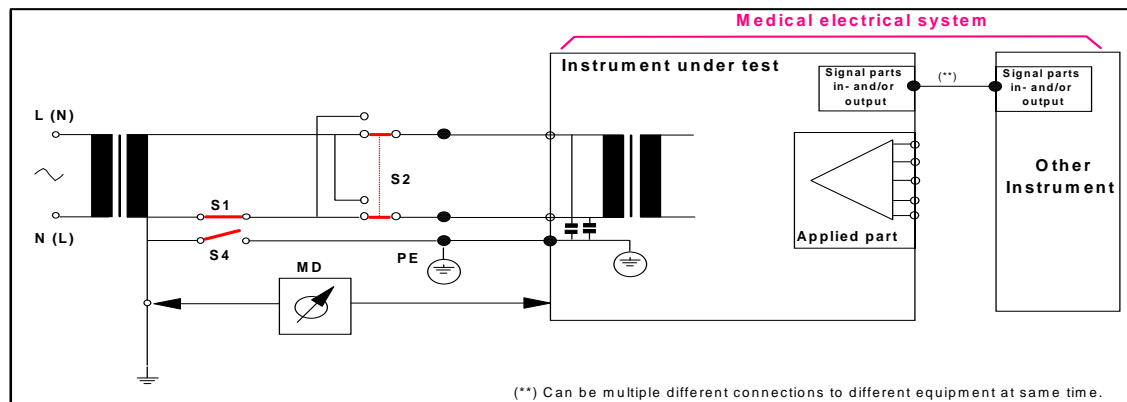 Medical electrical system
Instrument under test
Signal parts
in- and/or
output
(**)
Signal parts
in- and/or
output
L (N)
S2
Other
Instrument
S1
N (L)
S4
PE
Applied part
MD
(**) Can be multiple different connections to different equipment at same time.